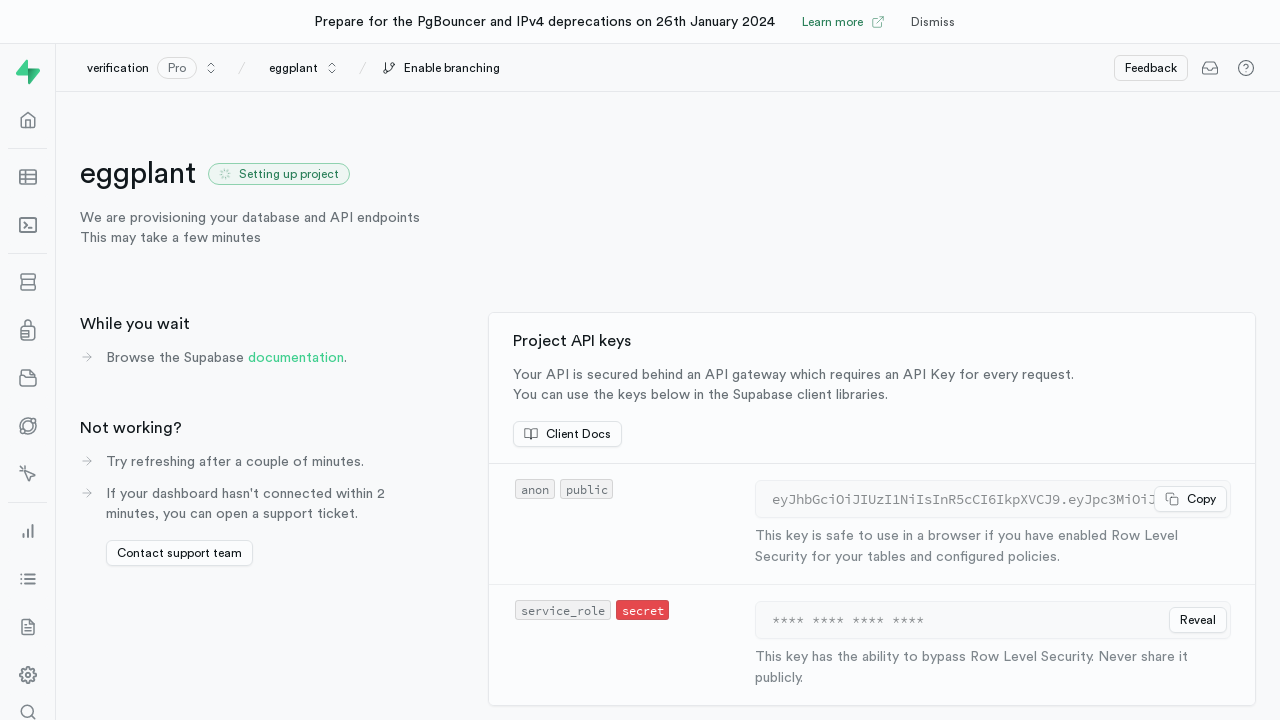 Prepare for the PgBouncer and IPv4 deprecations on 26th January 2024 Learn more Dismiss
verification Pro / eggplant / Enable branching Feedback
eggplant Setting up project
We are provisioning your database and API endpoints
This may take a few minutes
While you wait
Browse the Supabase documentation.
Not working?
Try refreshing after a couple of minutes.
If your dashboard hasn't connected within 2
minutes, you can open a support ticket.
Contact support team
Project API keys
Your API is secured behind an API gateway which requires an API Key for every request.
You can use the keys below in the Supabase client libraries.
Client Docs
anon public eyJhbGciOiJIUzI1NiIsInR5cCI6IkpXVCJ9.eyJpc3MiOiJ Copy
This key is safe to use in a browser if you have enabled Row Level
Security for your tables and configured policies.
service_role secret **** **** **** **** Reveal
This key has the ability to bypass Row Level Security. Never share it
publicly.